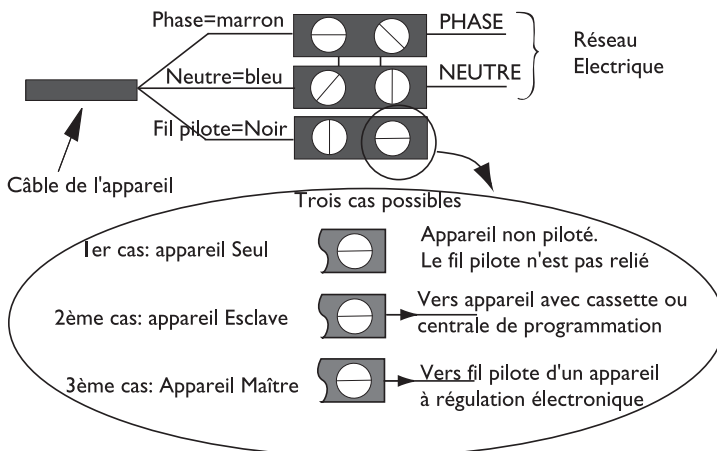 Phase=marron
PHASE
Neutre=bleu
NEUTRE
Réseau
Electrique
Fil pilote=Noir
Câble de l'appareil
Trois cas possibles
1er cas: appareil Seul
Appareil non piloté.
Le fil pilote n'est pas relié
2ème cas: appareil Esclave
Vers appareil avec cassette ou
centrale de programmation
3ème cas: Appareil Maître
Vers fil pilote d'un appareil
à régulation électronique